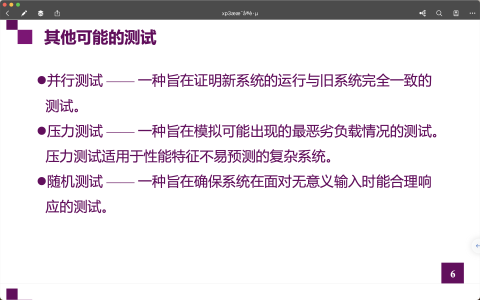 其他可能的测试
●并行测试 —— 一种旨在证明新系统的运行与旧系统完全一致的
测试。
●压力测试 —— 一种旨在模拟可能出现的最恶劣负载情况的测试。
压力测试适用于性能特征不易预测的复杂系统。
●随机测试 —— 一种旨在确保系统在面对无意义输入时能合理响
应的测试。
6